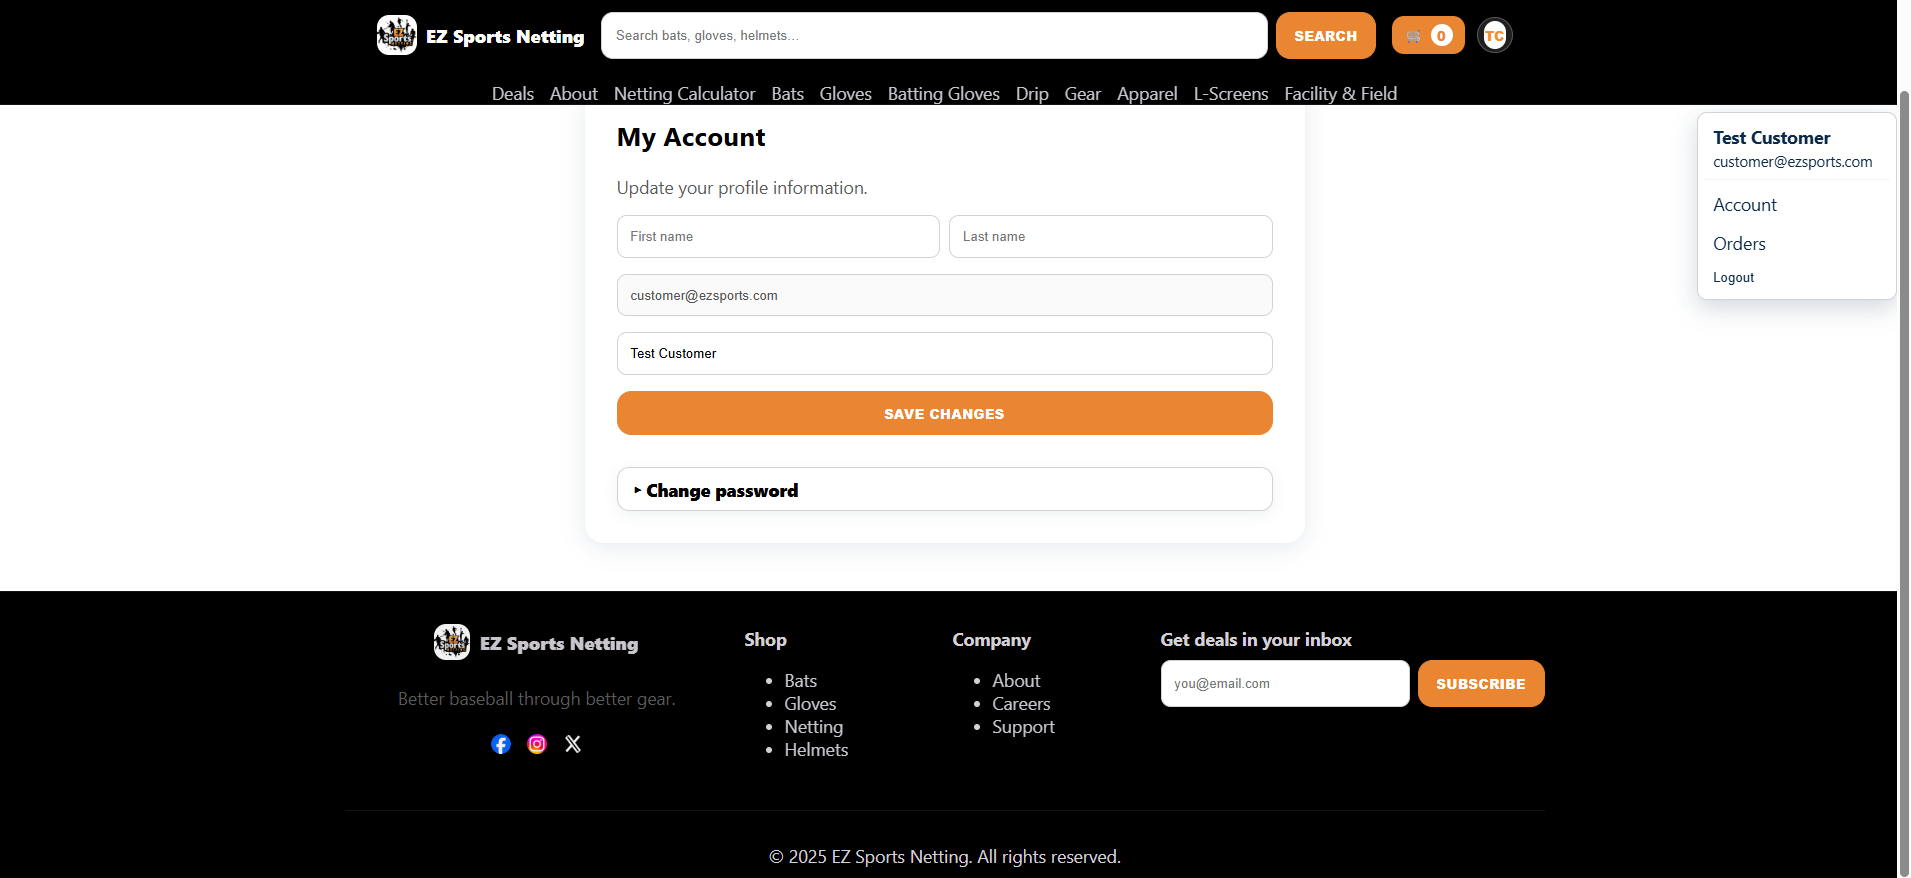 EZ Sports Netting
Search bats, gloves, helmets...
SEARCH
0
TC
Deals About Netting Calculator Bats Gloves Batting Gloves Drip Gear Apparel L-Screens Facility & Field
Test Customer
customer@ezsports.com
Account
Orders
Logout
My Account
Update your profile information.
First name
Last name
customer@ezsports.com
Test Customer
SAVE CHANGES
Change password
EZ Sports Netting
Better baseball through better gear.
Shop
Bats
Gloves
Netting
Helmets
Company
About
Careers
Support
Get deals in your inbox
you@email.com
SUBSCRIBE
© 2025 EZ Sports Netting. All rights reserved.